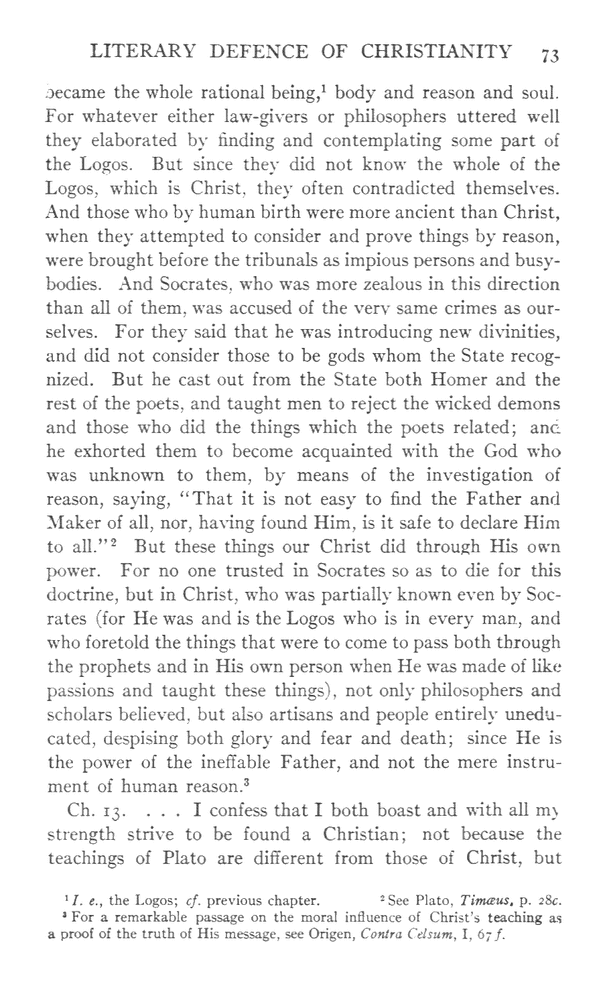 LITERARY DEFENCE OF CHRISTIANITY 73
became the whole rational being,¹ body and reason and soul.
For whatever either law-givers or philosophers uttered well
they elaborated by finding and contemplating some part of
the Logos. But since they did not know the whole of the
Logos, which is Christ, they often contradicted themselves.
And those who by human birth were more ancient than Christ,
when they attempted to consider and prove things by reason,
were brought before the tribunals as impious persons and busy-
bodies. And Socrates, who was more zealous in this direction
than all of them, was accused of the very same crimes as our-
selves. For they said that he was introducing new divinities,
and did not consider those to be gods whom the State recog-
nized. But he cast out from the State both Homer and the
rest of the poets, and taught men to reject the wicked demons
and those who did the things which the poets related; and
he exhorted them to become acquainted with the God who
was unknown to them, by means of the investigation of
reason, saying, "That it is not easy to find the Father and
Maker of all, nor, having found Him, is it safe to declare Him
to all."² But these things our Christ did through His own
power. For no one trusted in Socrates so as to die for this
doctrine, but in Christ, who was partially known even by Soc-
rates (for He was and is the Logos who is in every man, and
who foretold the things that were to come to pass both through
the prophets and in His own person when He was made of like
passions and taught these things), not only philosophers and
scholars believed, but also artisans and people entirely unedu-
cated, despising both glory and fear and death; since He is
the power of the ineffable Father, and not the mere instru-
ment of human reason.³
Ch. 13. . . . I confess that I both boast and with all my
strength strive to be found a Christian; not because the
teachings of Plato are different from those of Christ, but
¹ I. e., the Logos; cf. previous chapter. ² See Plato, Timæus, p. 28c.
³ For a remarkable passage on the moral influence of Christ's teaching as
a proof of the truth of His message, see Origen, Contra Celsum, I, 67 f.